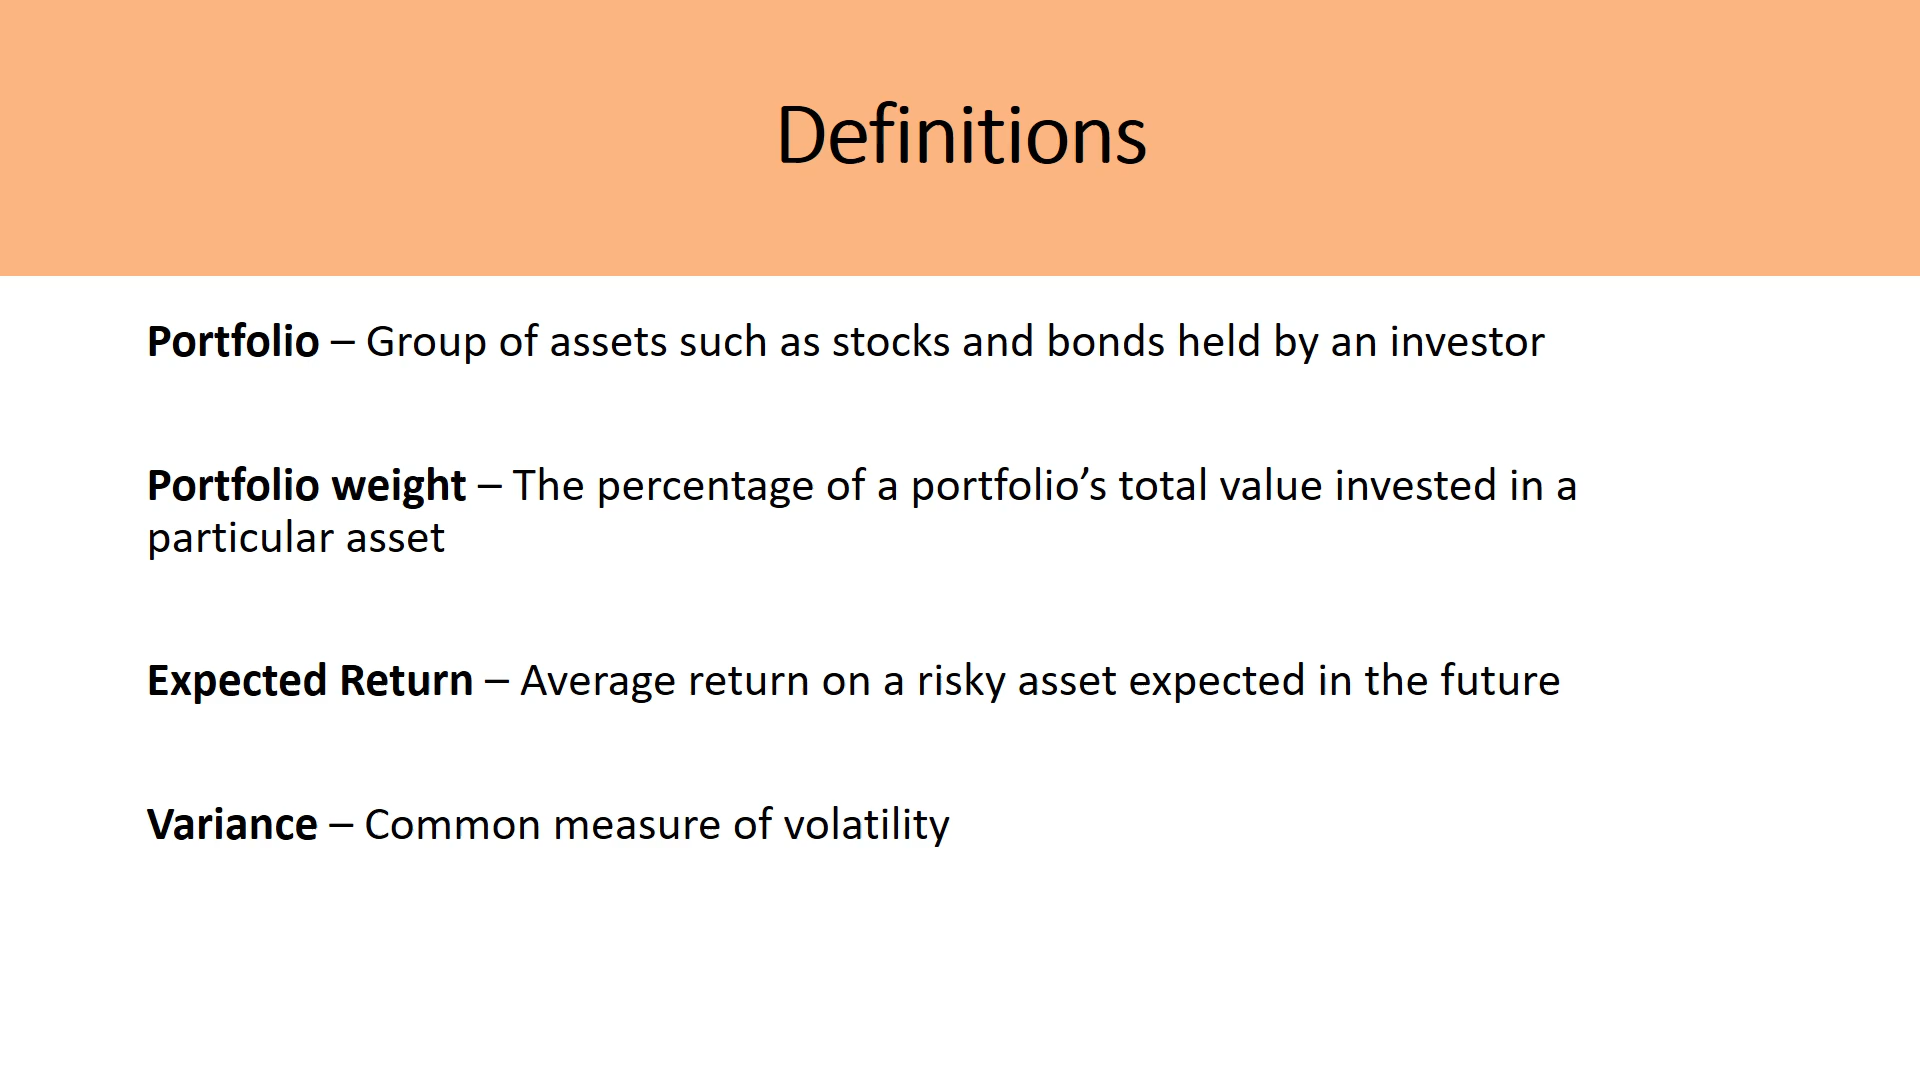 Definitions
Portfolio – Group of assets such as stocks and bonds held by an investor
Portfolio weight – The percentage of a portfolio’s total value invested in a
particular asset
Expected Return – Average return on a risky asset expected in the future
Variance – Common measure of volatility